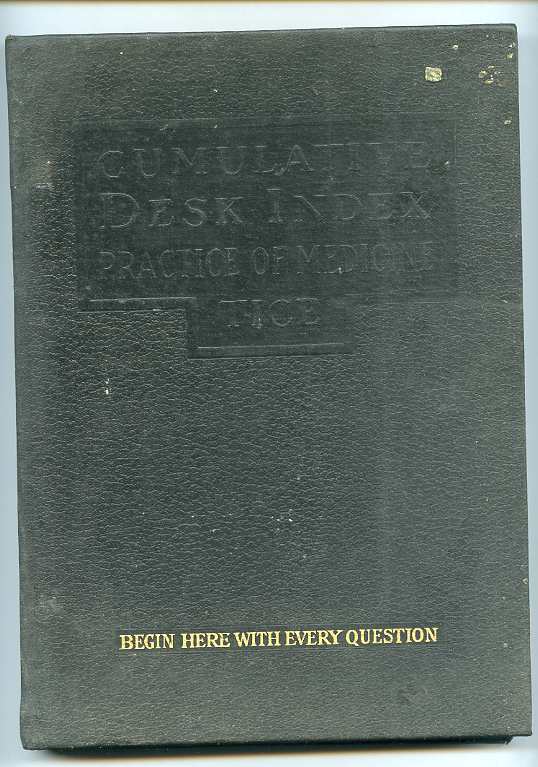 CUMULATIVE
DESK INDEX
PRACTICE OF MEDICINE
TICE
BEGIN HERE WITH EVERY QUESTION